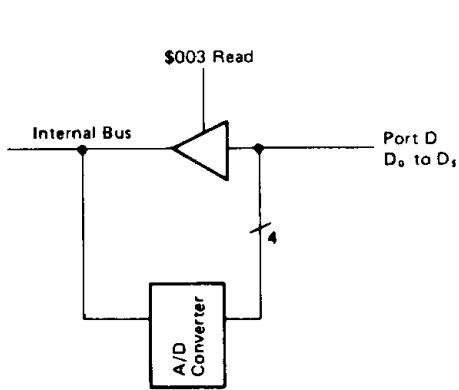 $003 Read
Internal Bus
Port D
D₀ to D₅
4
A/D
Converter